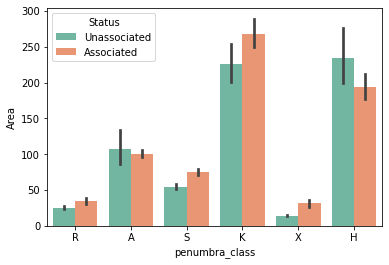 300
250
200
150
100
50
0
Area
Status
Unassociated
Associated
R A S K X H
penumbra_class